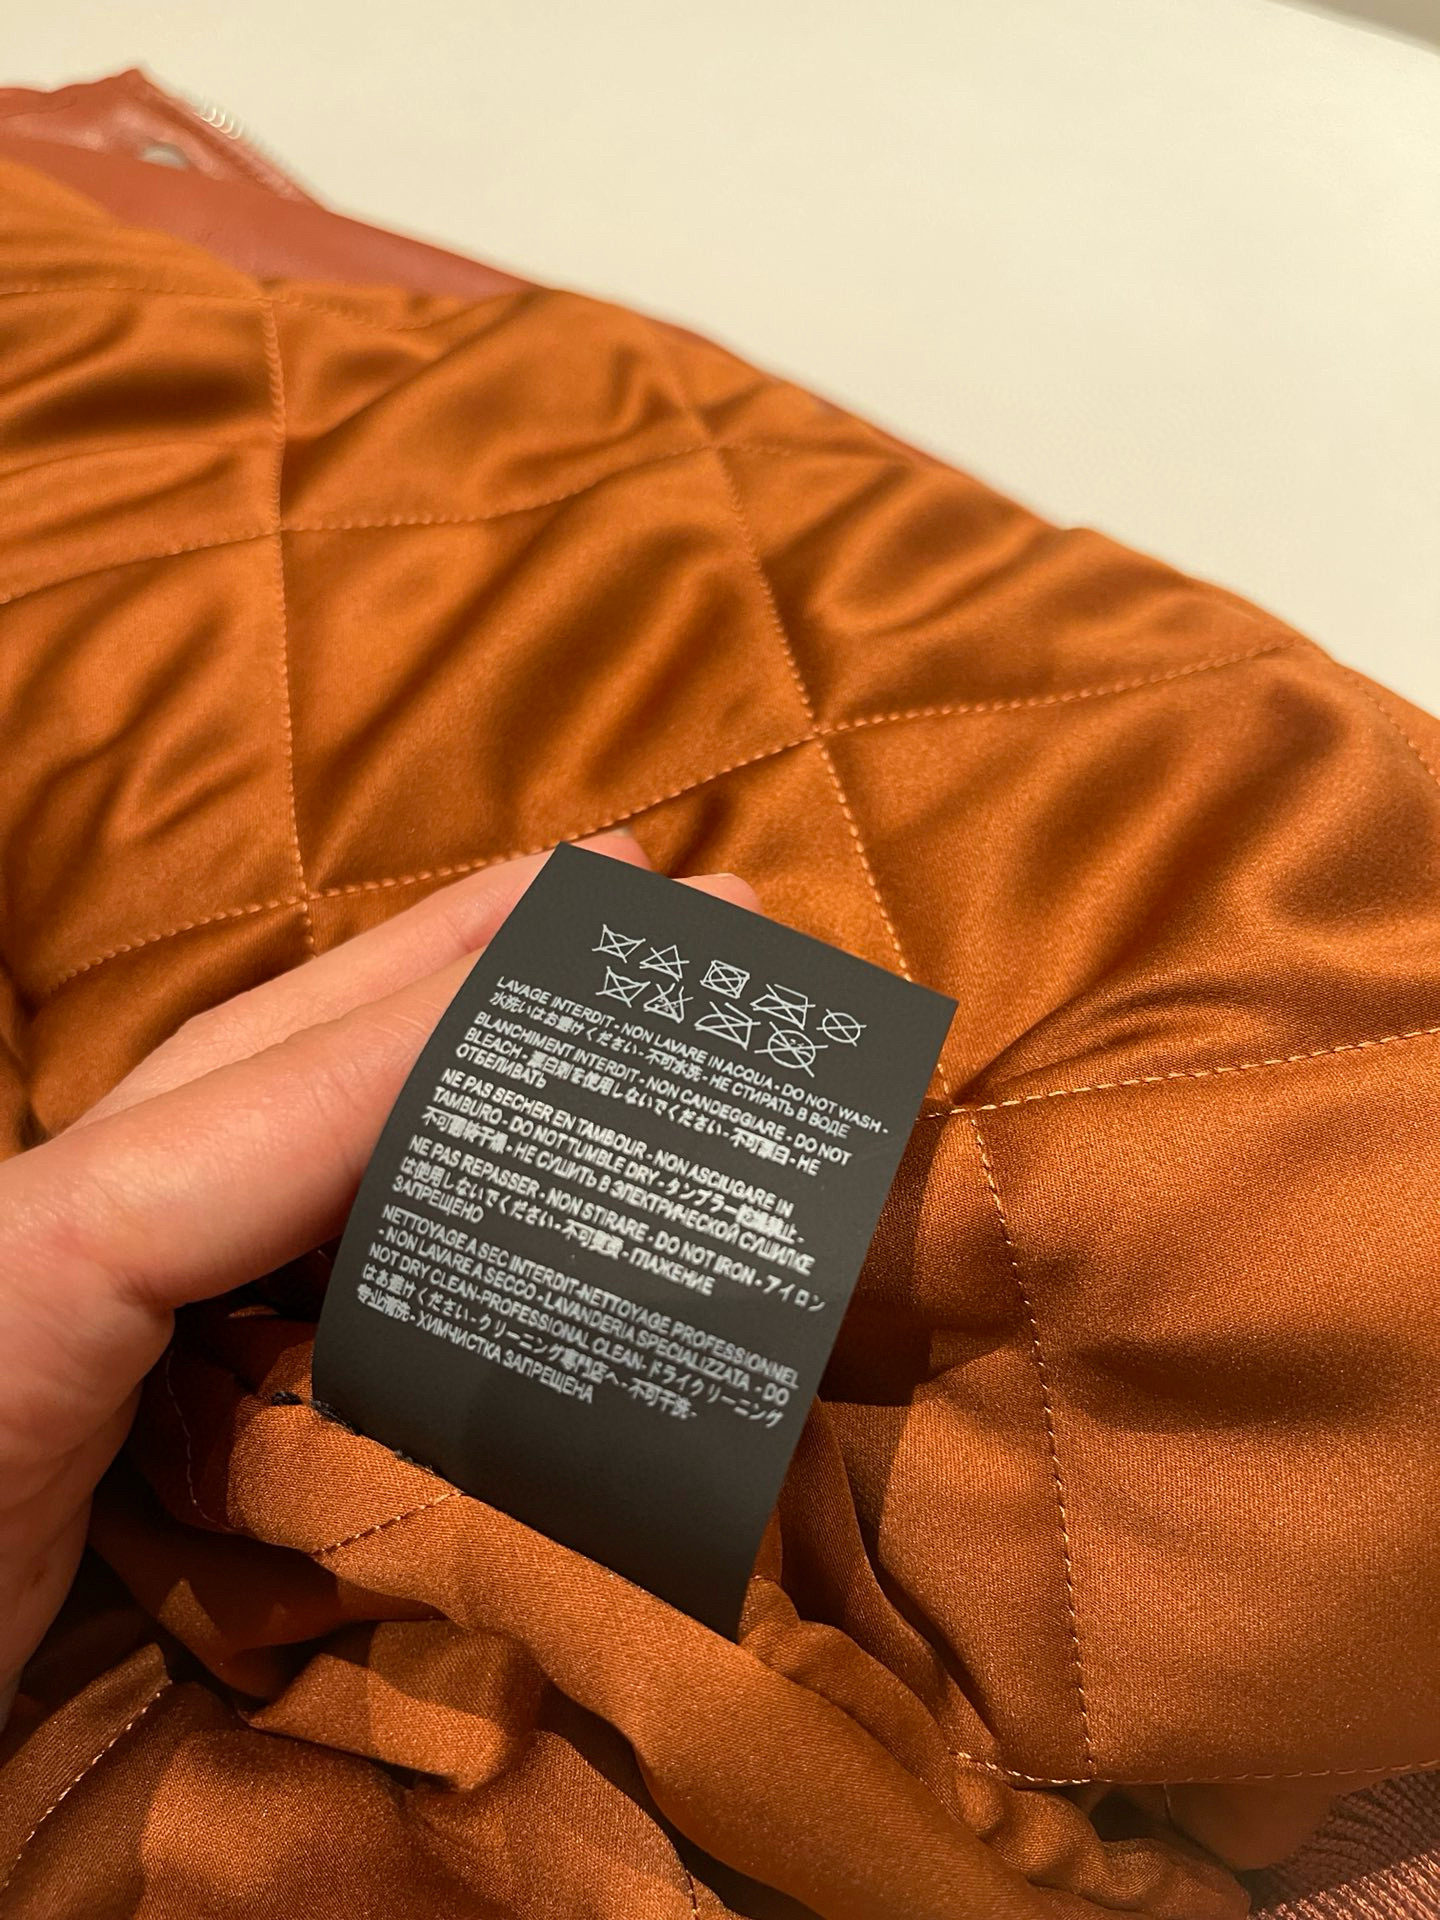 LAVAGE INTERDIT - NON LAVARE IN ACQUA - DO NOT WASH -
水洗いはお避けください - 不可水洗 - НЕ СТИРАТЬ В ВОДЕ
BLANCHIMENT INTERDIT - NON CANDEGGIARE - DO NOT
BLEACH - 漂白剤を使用しないでください - 不可漂白 - НЕ
ОТБЕЛИВАТЬ
NE PAS SECHER EN TAMBOUR - NON ASCIUGARE IN
TAMBURO - DO NOT TUMBLE DRY - タンブラー乾燥禁止 -
不可翻转干燥 - НЕ СУШИТЬ В ЭЛЕКТРИЧЕСКОЙ СУШИЛКЕ
NE PAS REPASSER - NON STIRARE - DO NOT IRON - アイロン
は使用しないでください - 不可熨烫 - ГЛАЖЕНИЕ
ЗАПРЕЩЕНО
NETTOYAGE A SEC INTERDIT-NETTOYAGE PROFESSIONNEL
- NON LAVARE A SECCO - LAVANDERIA SPECIALIZZATA - DO
NOT DRY CLEAN-PROFESSIONAL CLEAN- ドライクリーニング
はお避けください - クリーニング専門店へ - 不可干洗-
专业清洗 - ХИМЧИСТКА ЗАПРЕЩЕНА